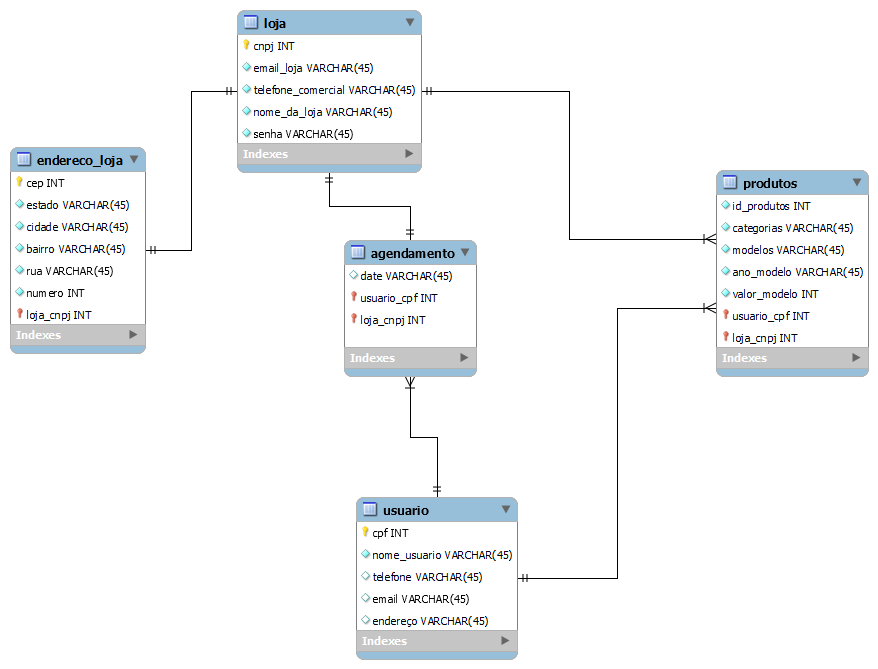 loja
cnpj INT
email_loja VARCHAR(45)
telefone_comercial VARCHAR(45)
nome_da_loja VARCHAR(45)
senha VARCHAR(45)
Indexes
endereco_loja
cep INT
estado VARCHAR(45)
cidade VARCHAR(45)
bairro VARCHAR(45)
rua VARCHAR(45)
numero INT
loja_cnpj INT
Indexes
agendamento
date VARCHAR(45)
usuario_cpf INT
loja_cnpj INT
Indexes
produtos
id_produtos INT
categorias VARCHAR(45)
modelos VARCHAR(45)
ano_modelo VARCHAR(45)
valor_modelo INT
usuario_cpf INT
loja_cnpj INT
Indexes
usuario
cpf INT
nome_usuario VARCHAR(45)
telefone VARCHAR(45)
email VARCHAR(45)
endereço VARCHAR(45)
Indexes